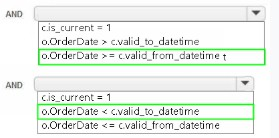 AND
c.is_current = 1
o.OrderDate > c.valid_to_datetime
o.OrderDate >= c.valid_from_datetime t
AND
c.is_current = 1
o.OrderDate < c.valid_to_datetime
o.OrderDate <= c.valid_from_datetime